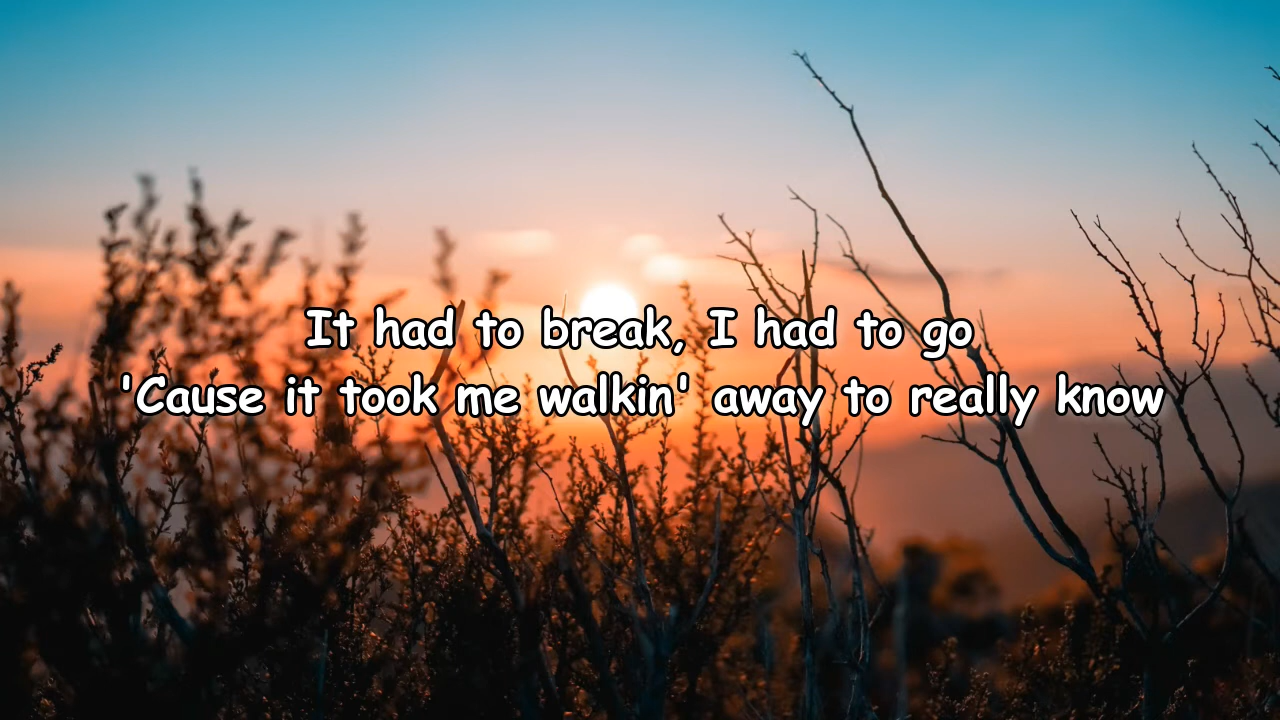 It had to break, I had to go
'Cause it took me walkin' away to really know